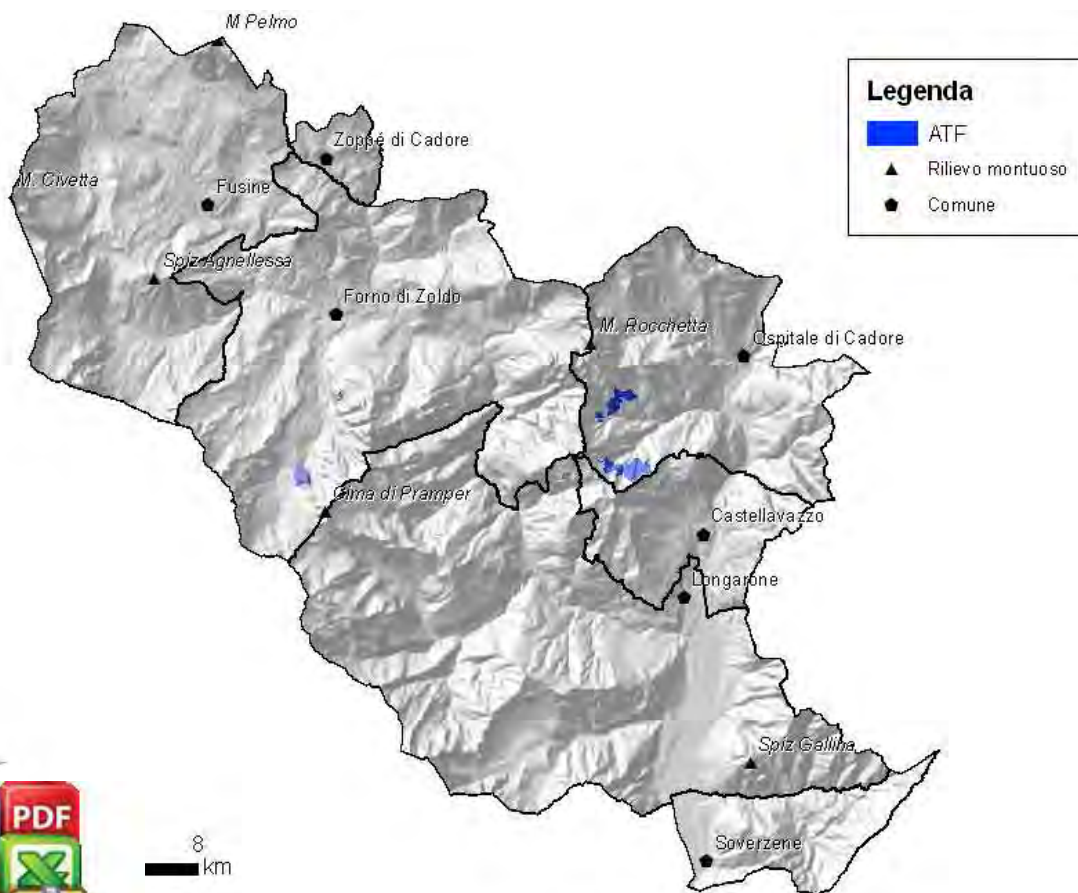 M Pelmo
Legenda
ATF
Rilievo montuoso
Comune
Zoppè di Cadore
M. Civetta
Fusine
Spiz Agnellessa
Forno di Zoldo
M. Rocchetta
Ospitale di Cadore
Cima di Pramper
Castellavazzo
Longarone
Spiz Gallina
PDF
8
km
Soverzene